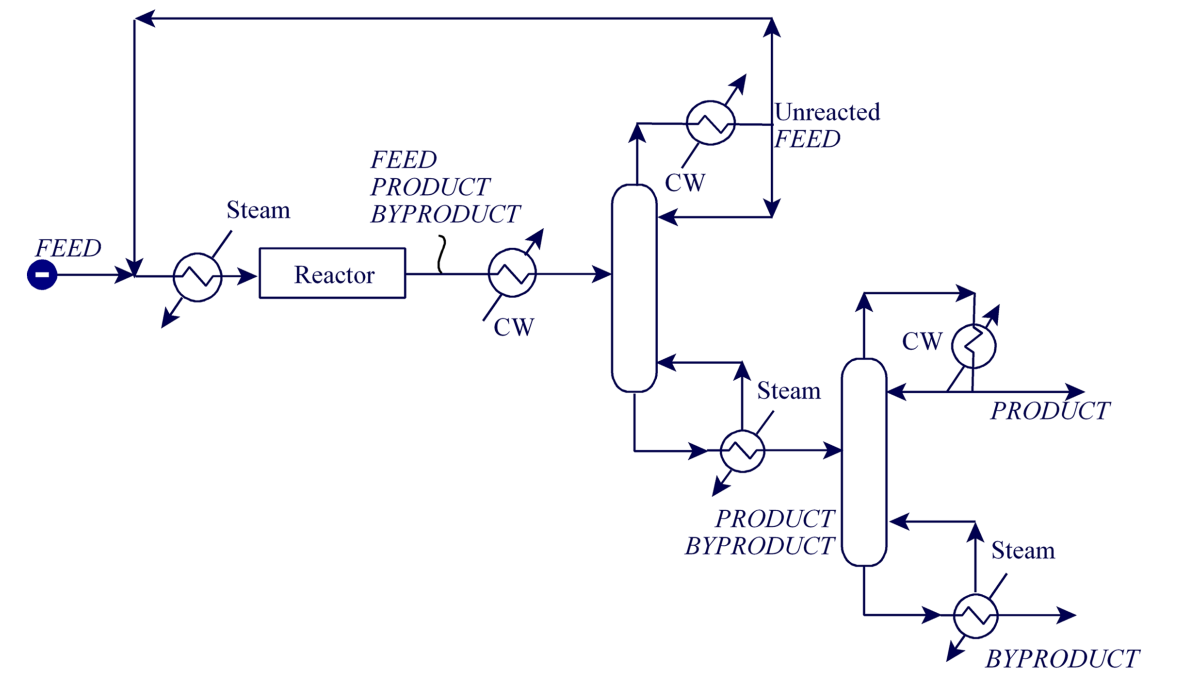 Unreacted
FEED
CW
FEED
PRODUCT
BYPRODUCT
Steam
FEED
Reactor
CW
CW
Steam
PRODUCT
PRODUCT
BYPRODUCT
Steam
BYPRODUCT